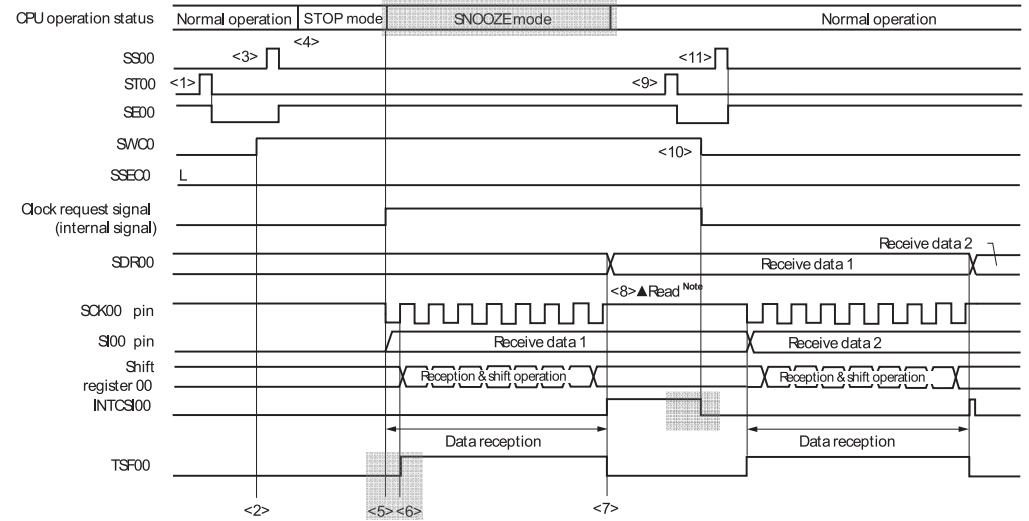 CPU operation status Normal operation STOP mode SNOOZE mode Normal operation
<4>
SS00 <3> <11>
ST00 <1> <9>
SE00
SWC0 <10>
SSEC0 L
Clock request signal
(internal signal)
Receive data 2
SDR00 Receive data 1
<8>▲Read Note
SCK00 pin
SI00 pin Receive data 1 Receive data 2
Shift
register 00 Reception & shift operation Reception & shift operation
INTCSI00
Data reception Data reception
TSF00
<2> <5> <6> <7>